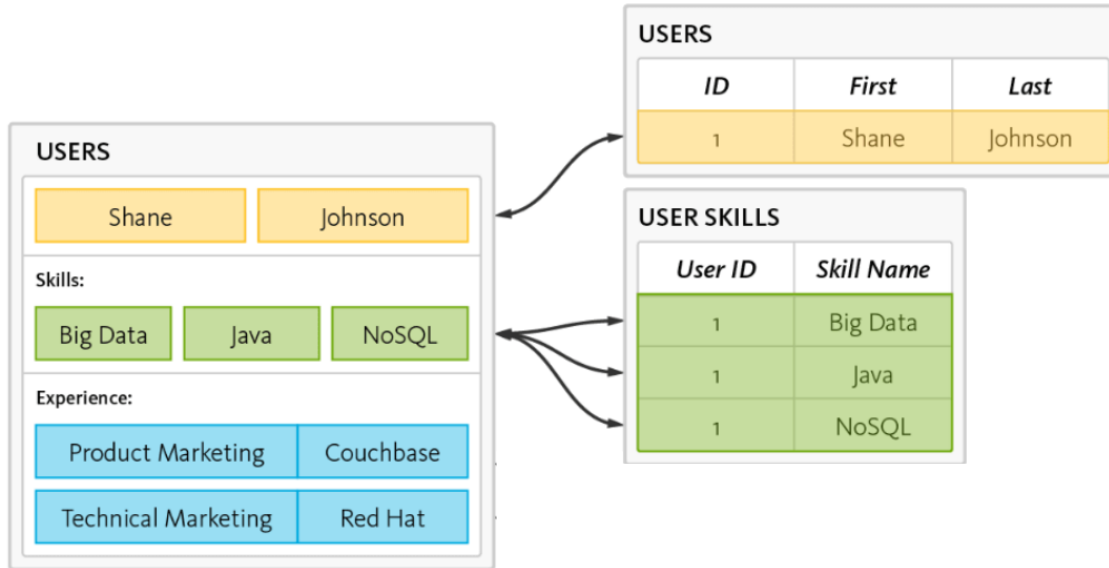 USERS
Shane Johnson
Skills:
Big Data Java NoSQL
Experience:
Product Marketing Couchbase
Technical Marketing Red Hat
USERS
ID First Last
1 Shane Johnson
USER SKILLS
User ID Skill Name
1 Big Data
1 Java
1 NoSQL